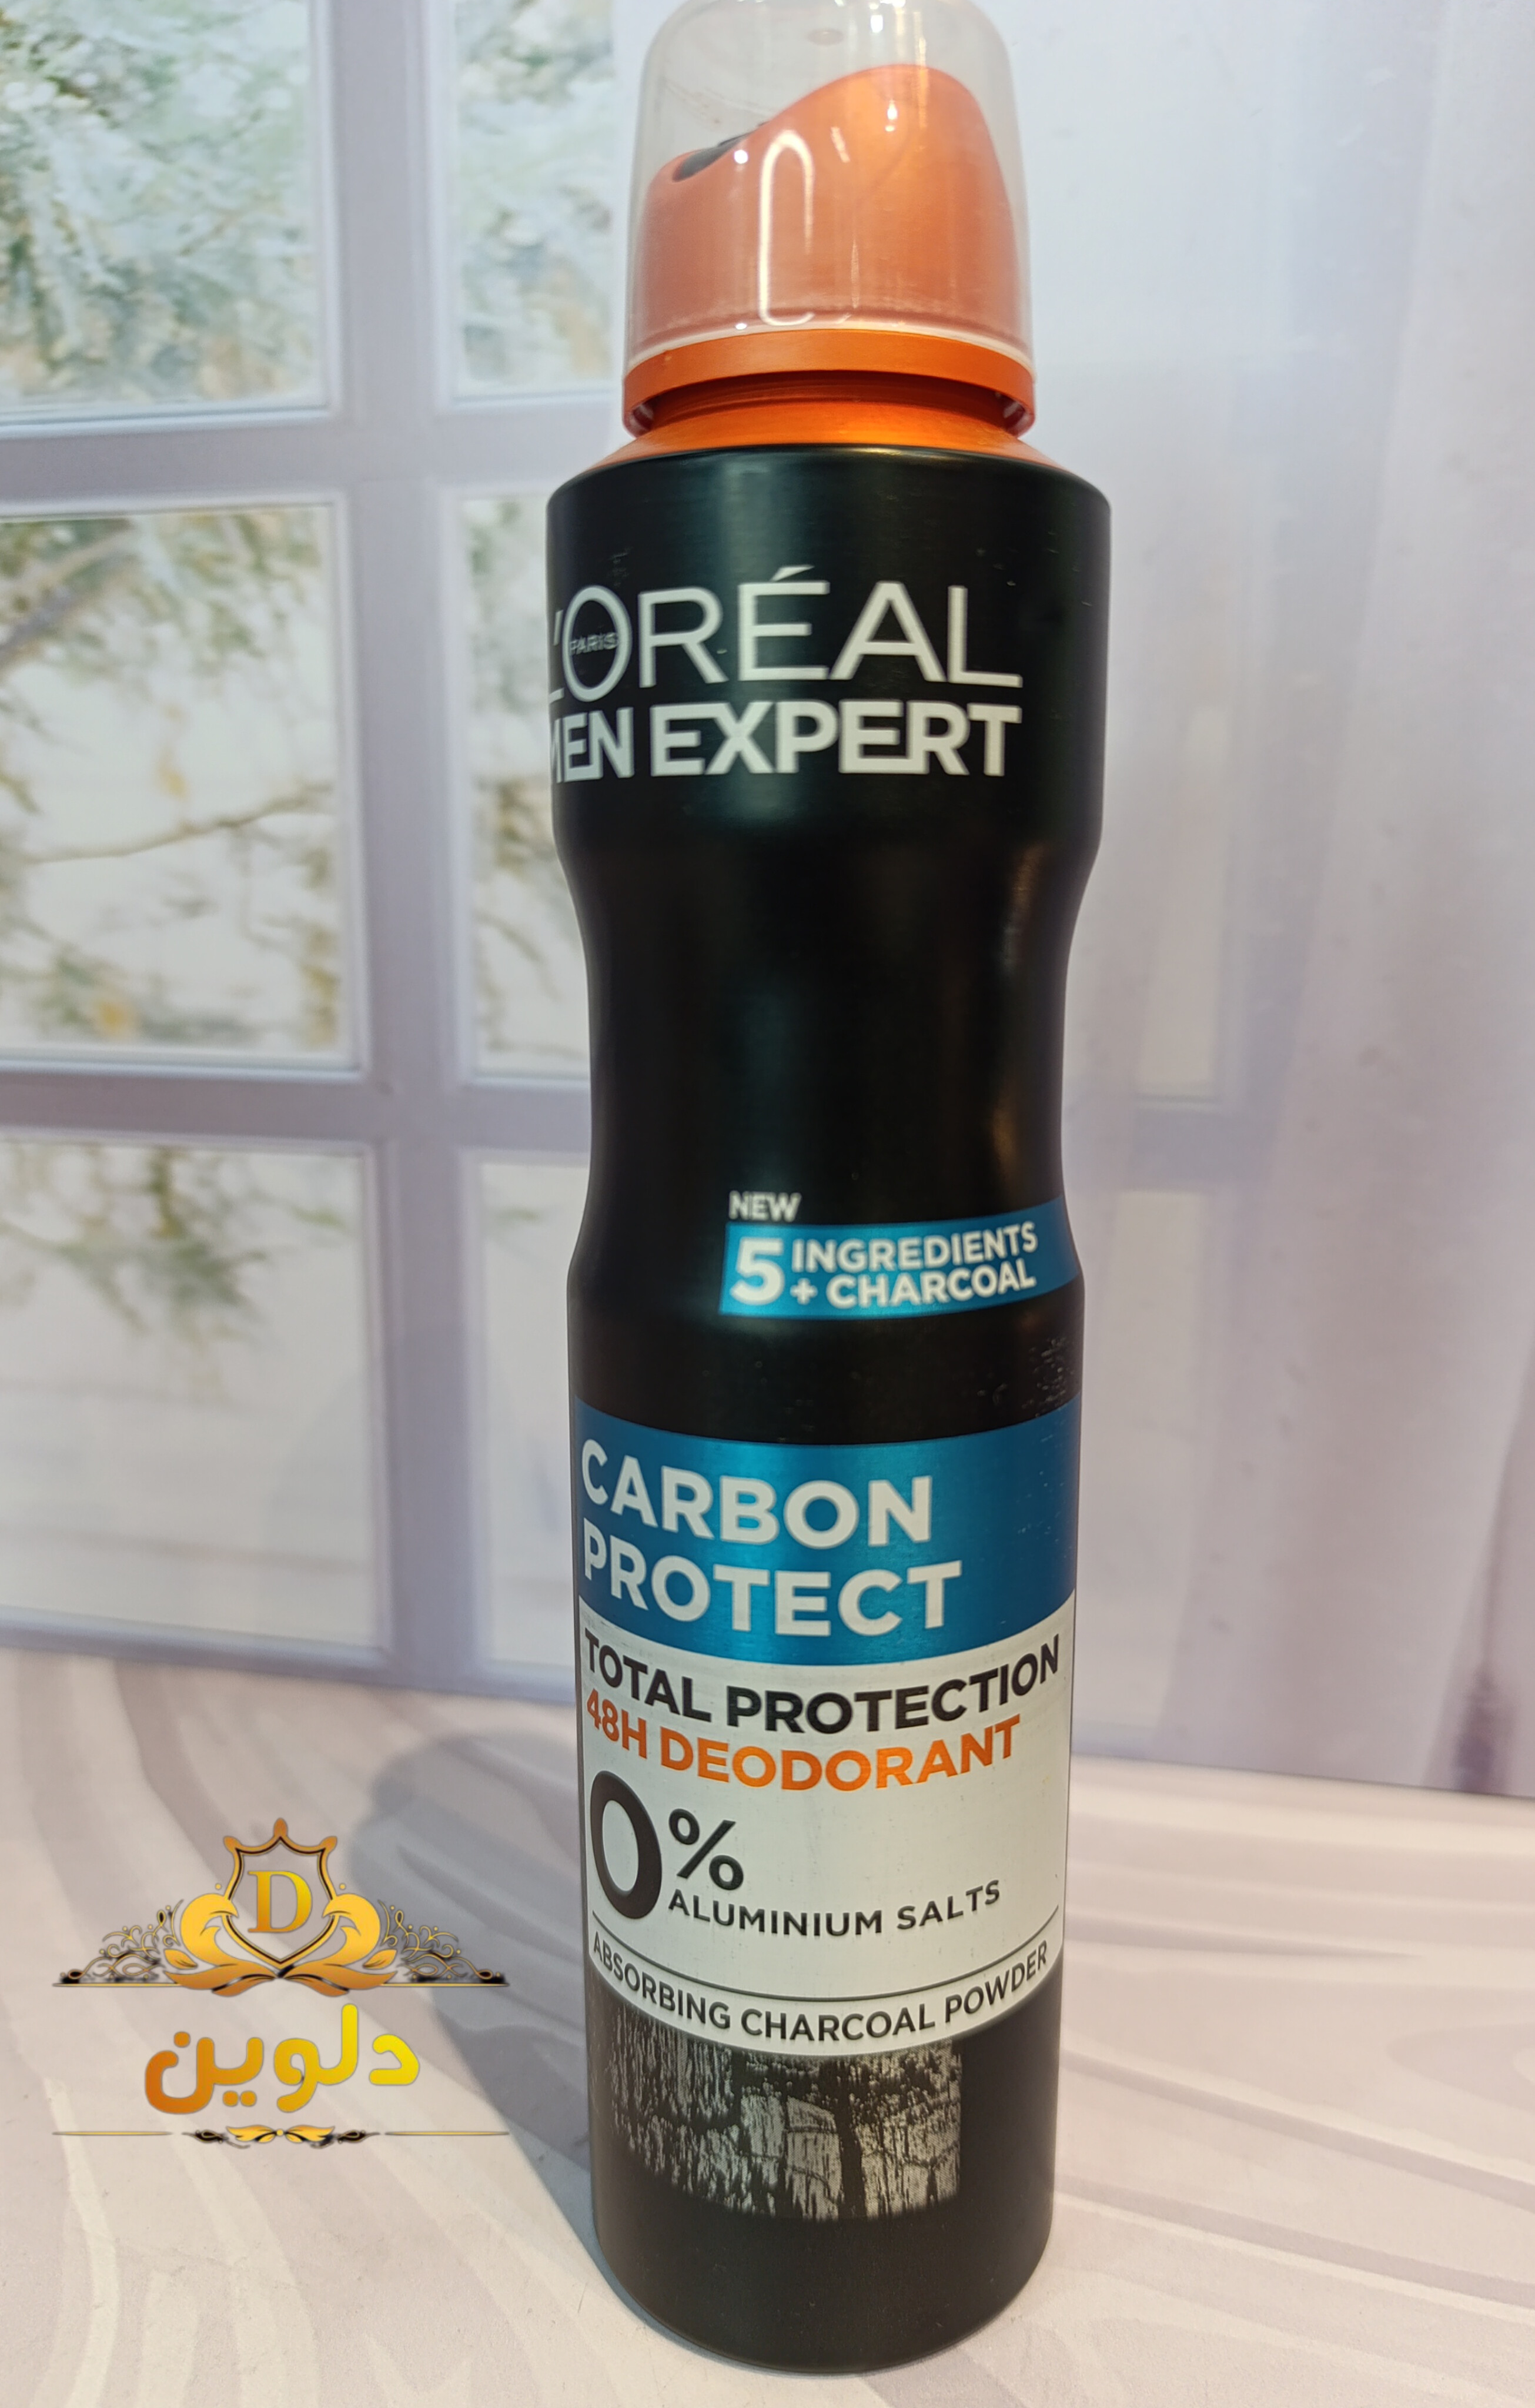 L'ORÉAL
PARIS
MEN EXPERT
NEW
5 INGREDIENTS
+ CHARCOAL
CARBON
PROTECT
TOTAL PROTECTION
48H DEODORANT
0%
ALUMINIUM SALTS
ABSORBING CHARCOAL POWDER
D
دلوین